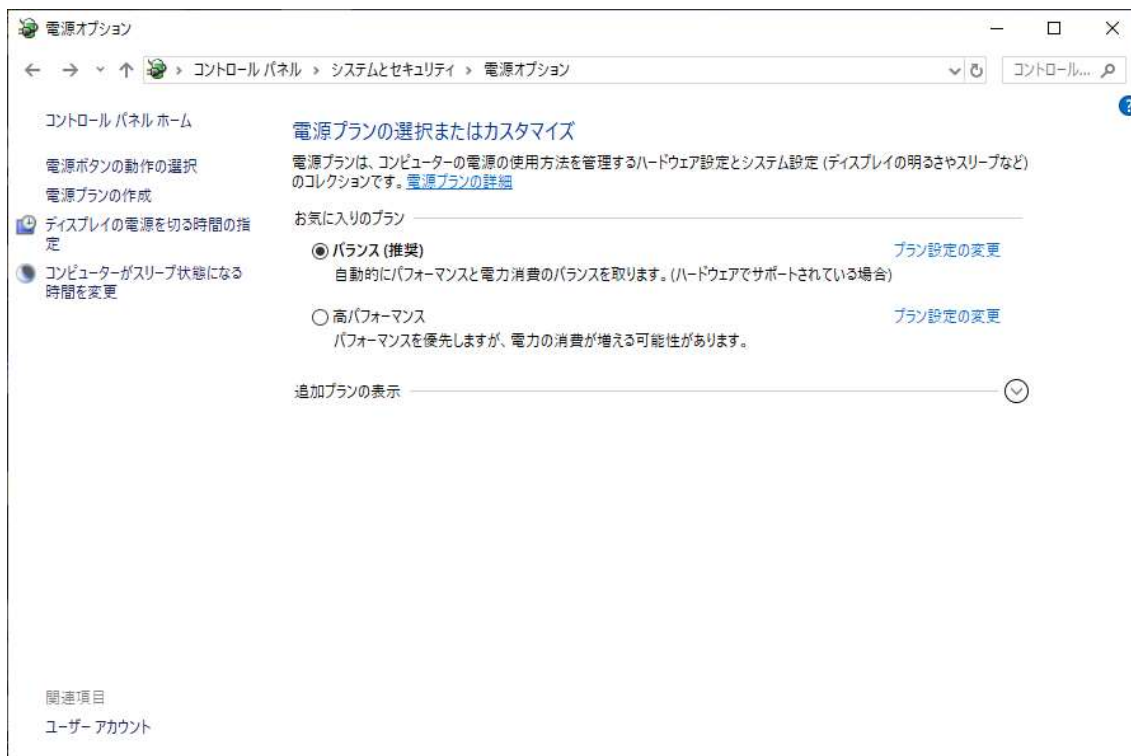 電源オプション
コントロール パネル › システムとセキュリティ › 電源オプション
コントロール...
コントロール パネル ホーム
電源ボタンの動作の選択
電源プランの作成
ディスプレイの電源を切る時間の指
定
コンピューターがスリープ状態になる
時間を変更
電源プランの選択またはカスタマイズ
電源プランは、コンピューターの電源の使用方法を管理するハードウェア設定とシステム設定 (ディスプレイの明るさやスリープなど)
のコレクションです。電源プランの詳細
お気に入りのプラン
バランス (推奨) プラン設定の変更
自動的にパフォーマンスと電力消費のバランスを取ります。(ハードウェアでサポートされている場合)
高パフォーマンス プラン設定の変更
パフォーマンスを優先しますが、電力の消費が増える可能性があります。
追加プランの表示
関連項目
ユーザー アカウント